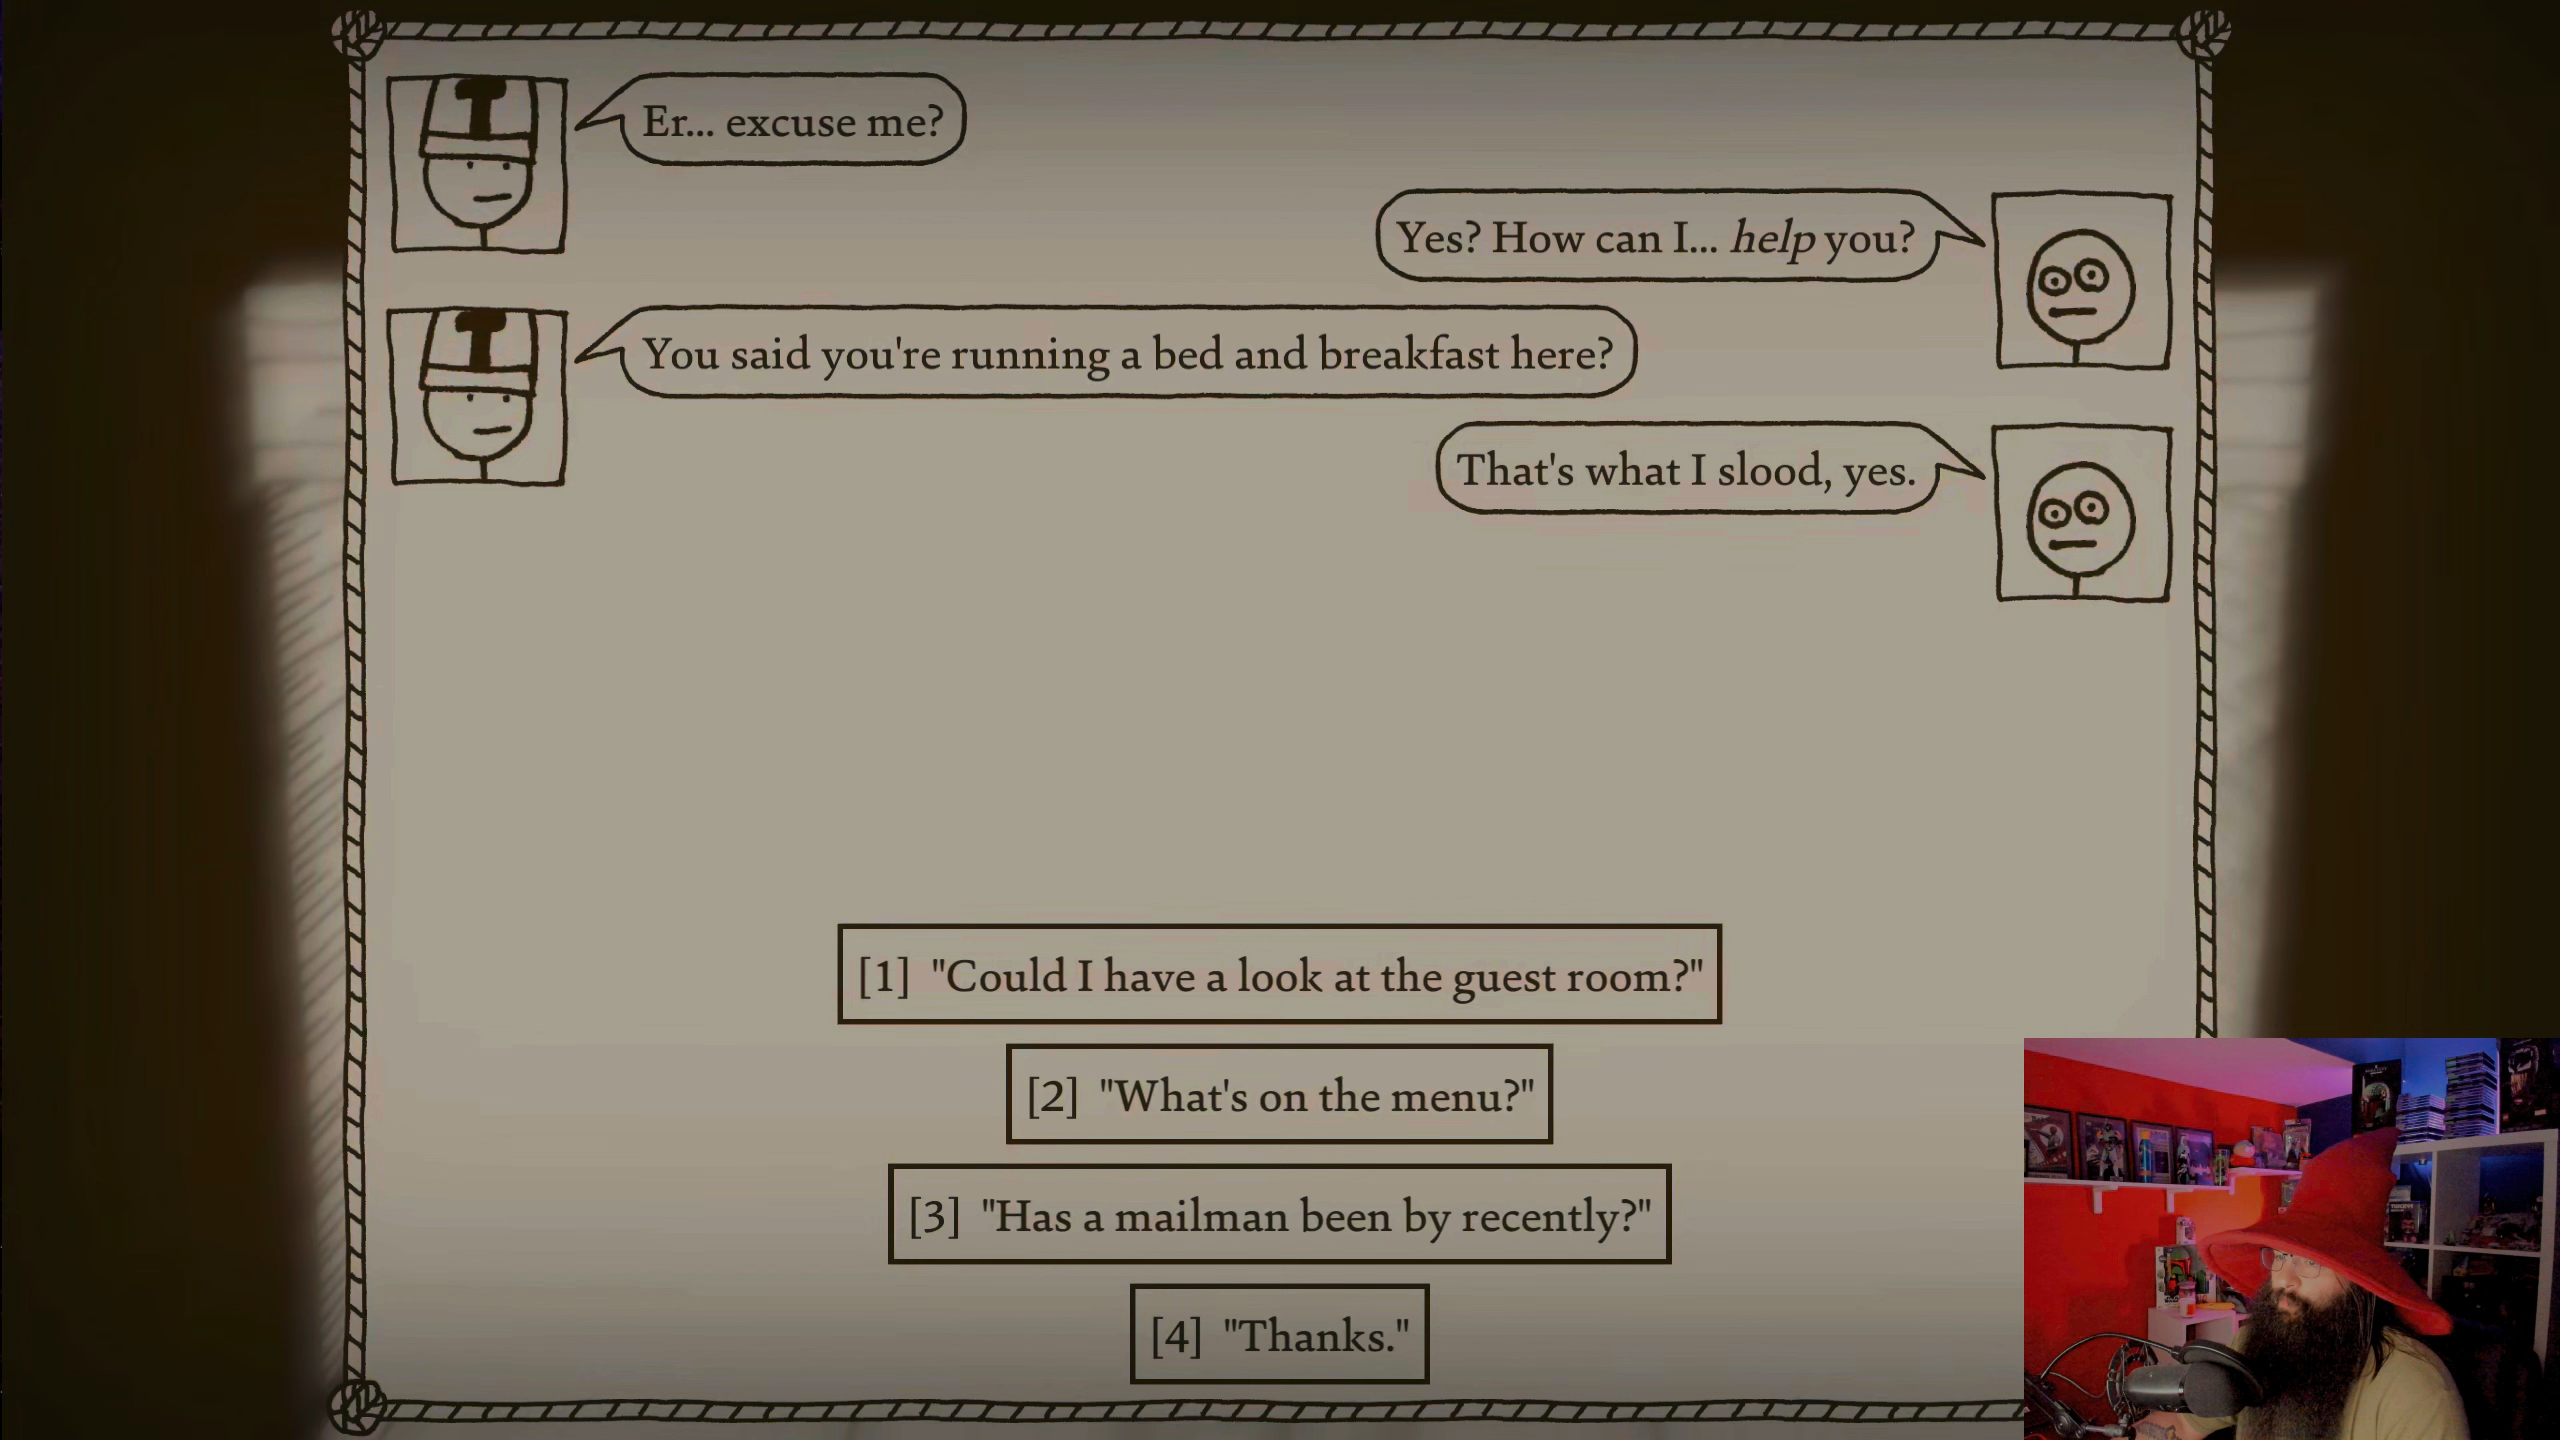 Er... excuse me?
Yes? How can I... help you?
You said you're running a bed and breakfast here?
That's what I slood, yes.
[1] "Could I have a look at the guest room?"
[2] "What's on the menu?"
[3] "Has a mailman been by recently?"
[4] "Thanks."